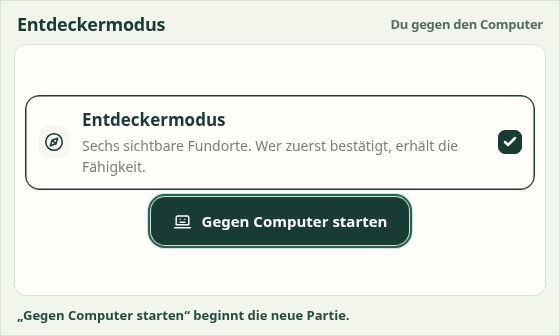 Entdeckermodus
Du gegen den Computer
Entdeckermodus
Sechs sichtbare Fundorte. Wer zuerst bestätigt, erhält die
Fähigkeit.
Gegen Computer starten
„Gegen Computer starten“ beginnt die neue Partie.